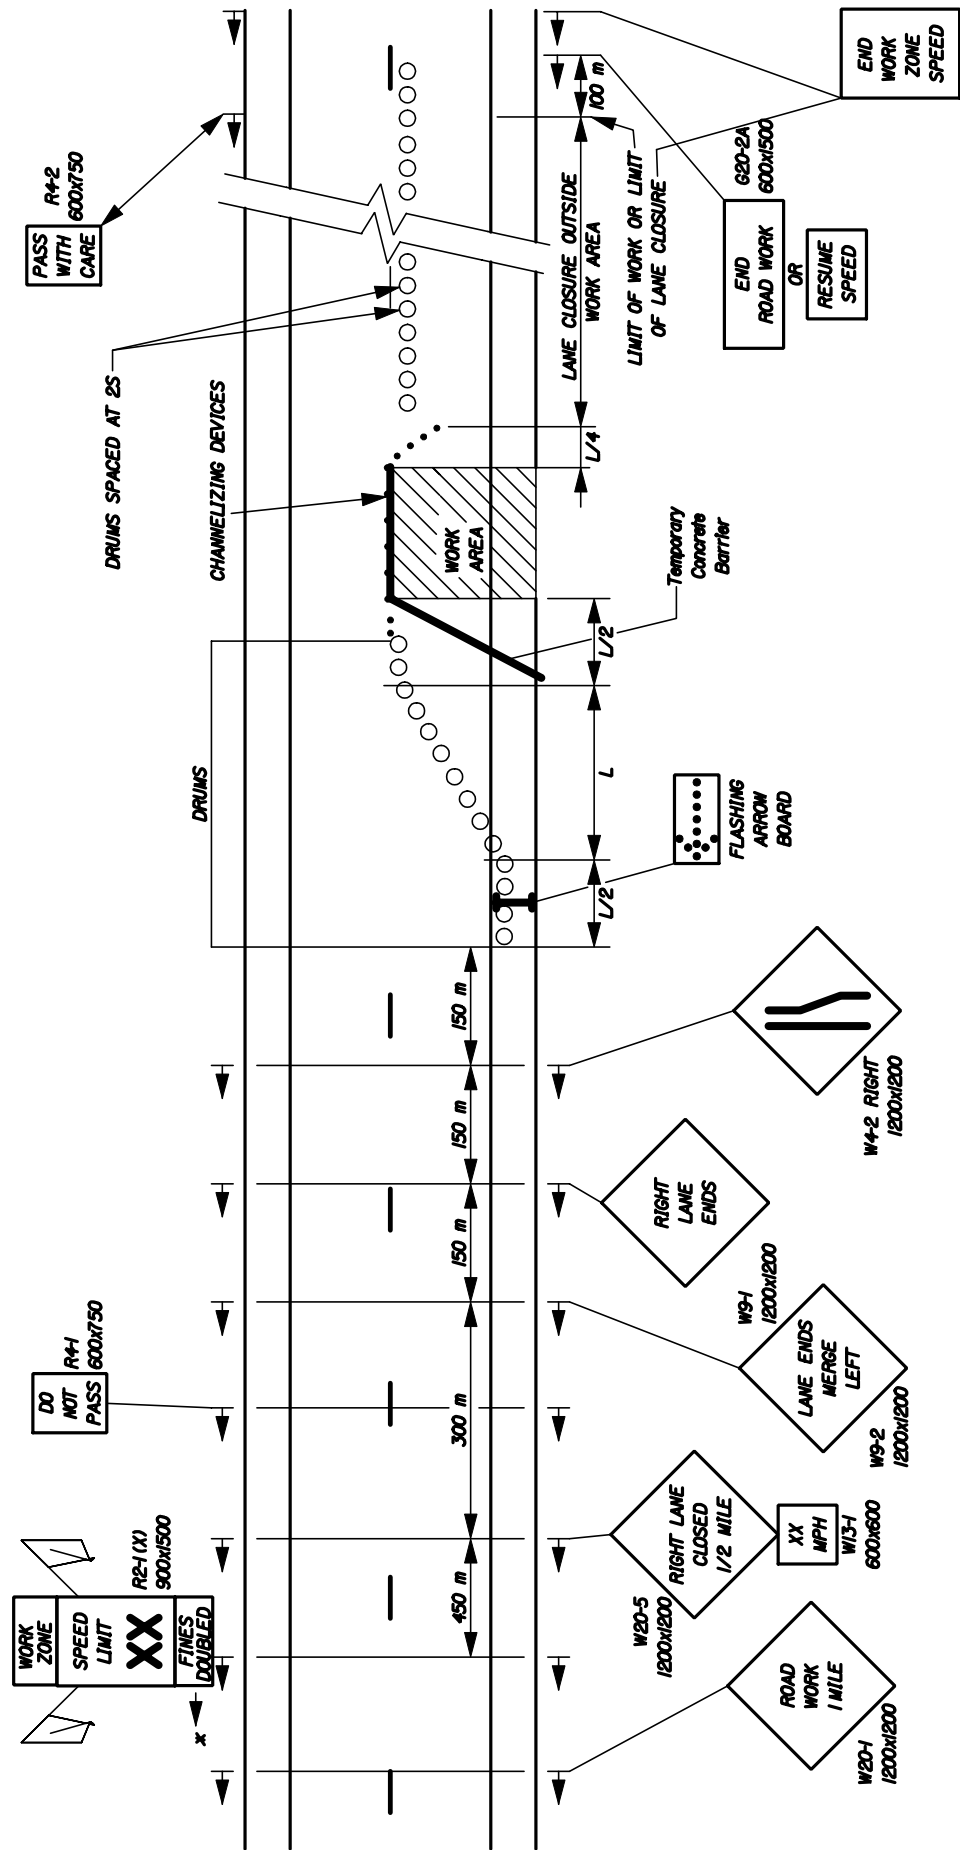 WORK
ZONE
SPEED
LIMIT
XX
FINES
DOUBLED
R2-1 (X)
900x1500
x
DO
NOT
PASS
R4-1
600x750
DRUMS
DRUMS SPACED AT 2S
CHANNELIZING DEVICES
PASS
WITH
CARE
R4-2
600x750
450 m
300 m
150 m
150 m
150 m
L/2
L
L/2
L/4
WORK
AREA
LANE CLOSURE OUTSIDE
WORK AREA
100 m
LIMIT OF WORK OR LIMIT
OF LANE CLOSURE
Temporary
Concrete
Barrier
FLASHING
ARROW
BOARD
ROAD
WORK
1 MILE
W20-1
1200x1200
RIGHT LANE
CLOSED
1/2 MILE
W20-5
1200x1200
XX
MPH
W13-1
600x600
LANE ENDS
MERGE
LEFT
W9-2
1200x1200
RIGHT
LANE
ENDS
W9-1
1200x1200
W4-2 RIGHT
1200x1200
END
ROAD WORK
OR
RESUME
SPEED
G20-2A
600x1500
END
WORK
ZONE
SPEED